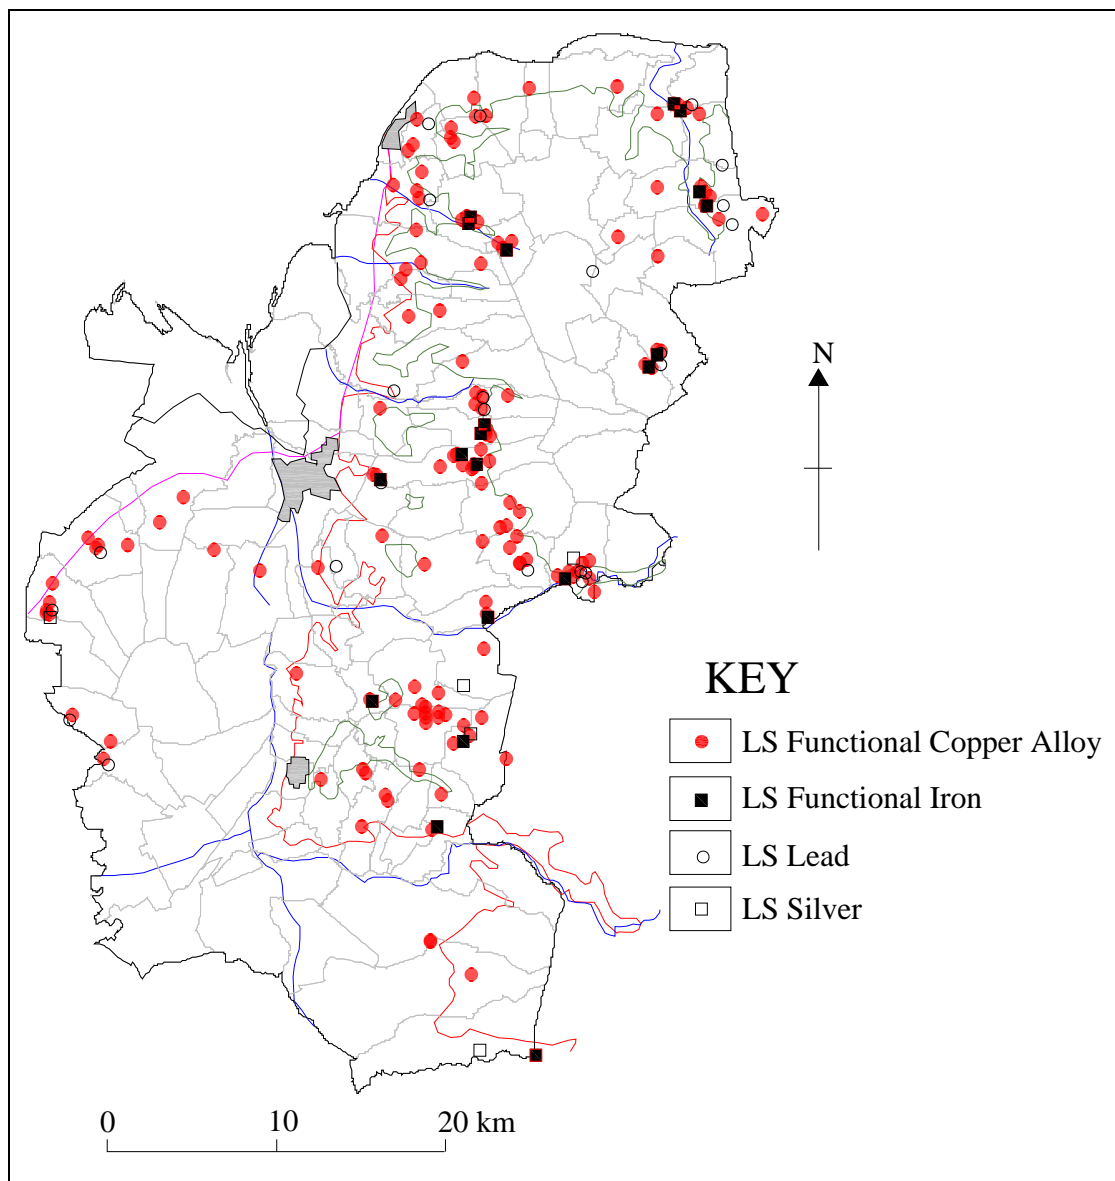 N
KEY
LS Functional Copper Alloy
LS Functional Iron
LS Lead
LS Silver
0 10 20 km